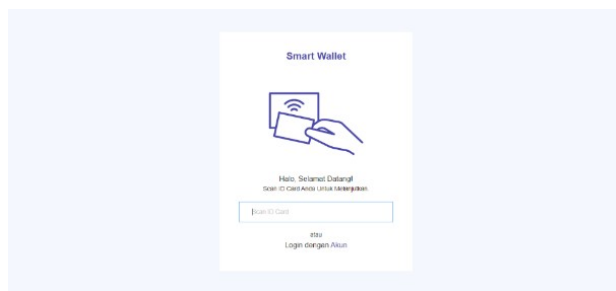 Smart Wallet
Halo, Selamat Datang!
Scan ID Card Anda Untuk Melanjutkan
Scan ID Card
atau
Login dengan Akun